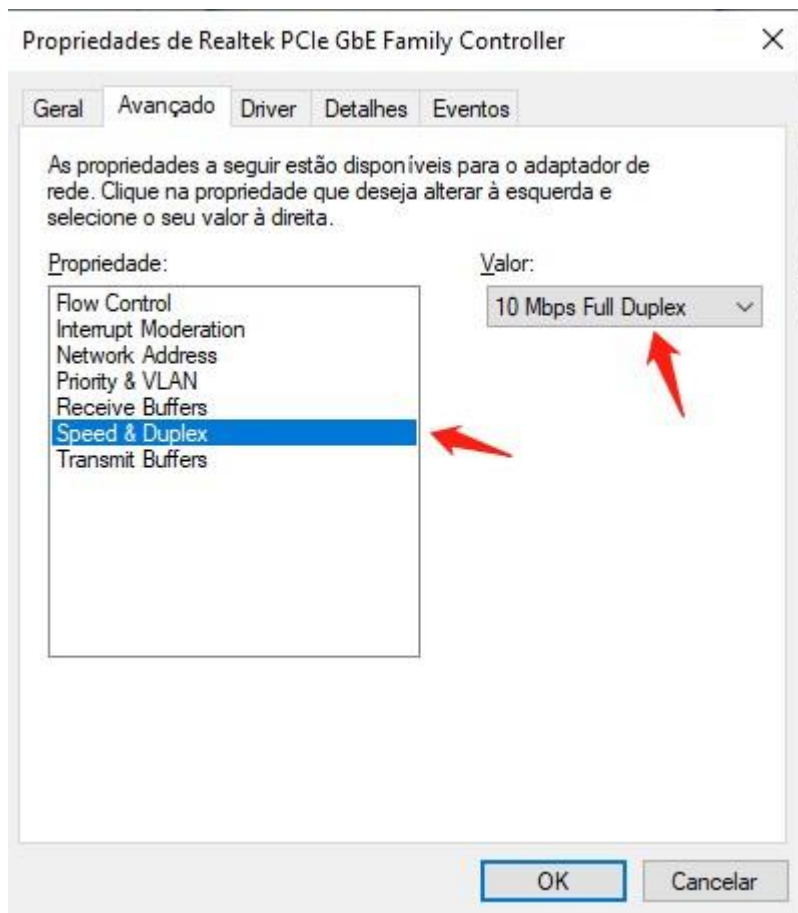 Propriedades de Realtek PCIe GbE Family Controller
Geral Avançado Driver Detalhes Eventos
As propriedades a seguir estão disponíveis para o adaptador de
rede. Clique na propriedade que deseja alterar à esquerda e
selecione o seu valor à direita.
Propriedade:
Valor:
Flow Control
Interrupt Moderation
Network Address
Priority & VLAN
Receive Buffers
Speed & Duplex
Transmit Buffers
10 Mbps Full Duplex
OK Cancelar